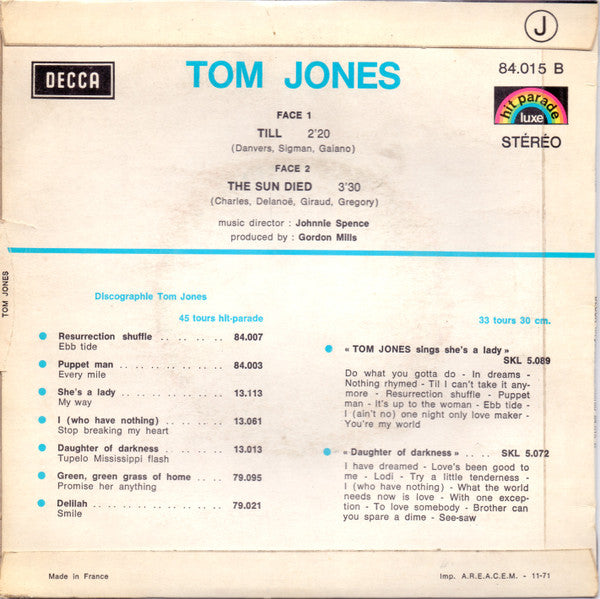 J
DECCA
TOM JONES
84.015 B
hit parade
luxe
STÉRÉO
FACE 1
TILL 2'20
(Danvers, Sigman, Gaiano)
FACE 2
THE SUN DIED 3'30
(Charles, Delanoë, Giraud, Gregory)
music director : Johnnie Spence
produced by : Gordon Mills
TOM JONES
Discographie Tom Jones
45 tours hit-parade
Resurrection shuffle .. .. .. .. 84.007
Ebb tide
Puppet man .. .. .. .. .. .. 84.003
Every mile
She's a lady .. .. .. .. .. .. 13.113
My way
I (who have nothing) .. .. .. .. 13.061
Stop breaking my heart
Daughter of darkness .. .. .. .. 13.013
Tupelo Mississippi flash
Green, green grass of home .. .. 79.095
Promise her anything
Delilah .. .. .. .. .. .. .. 79.021
Smile
33 tours 30 cm.
« TOM JONES sings she's a lady »
SKL 5.089
Do what you gotta do - In dreams -
Nothing rhymed - Til I can't take it any-
more - Resurrection shuffle - Puppet
man - It's up to the woman - Ebb tide -
I (ain't no) one night only love maker -
You're my world
« Daughter of darkness » .. .. SKL 5.072
I have dreamed - Love's been good to
me - Lodi - Try a little tenderness -
I (who have nothing) - What the world
needs now is love - With one excep-
tion - To love somebody - Brother can
you spare a dime - See-saw
Made in France
Imp. A.R.E.A.C.E.M. - 11-71